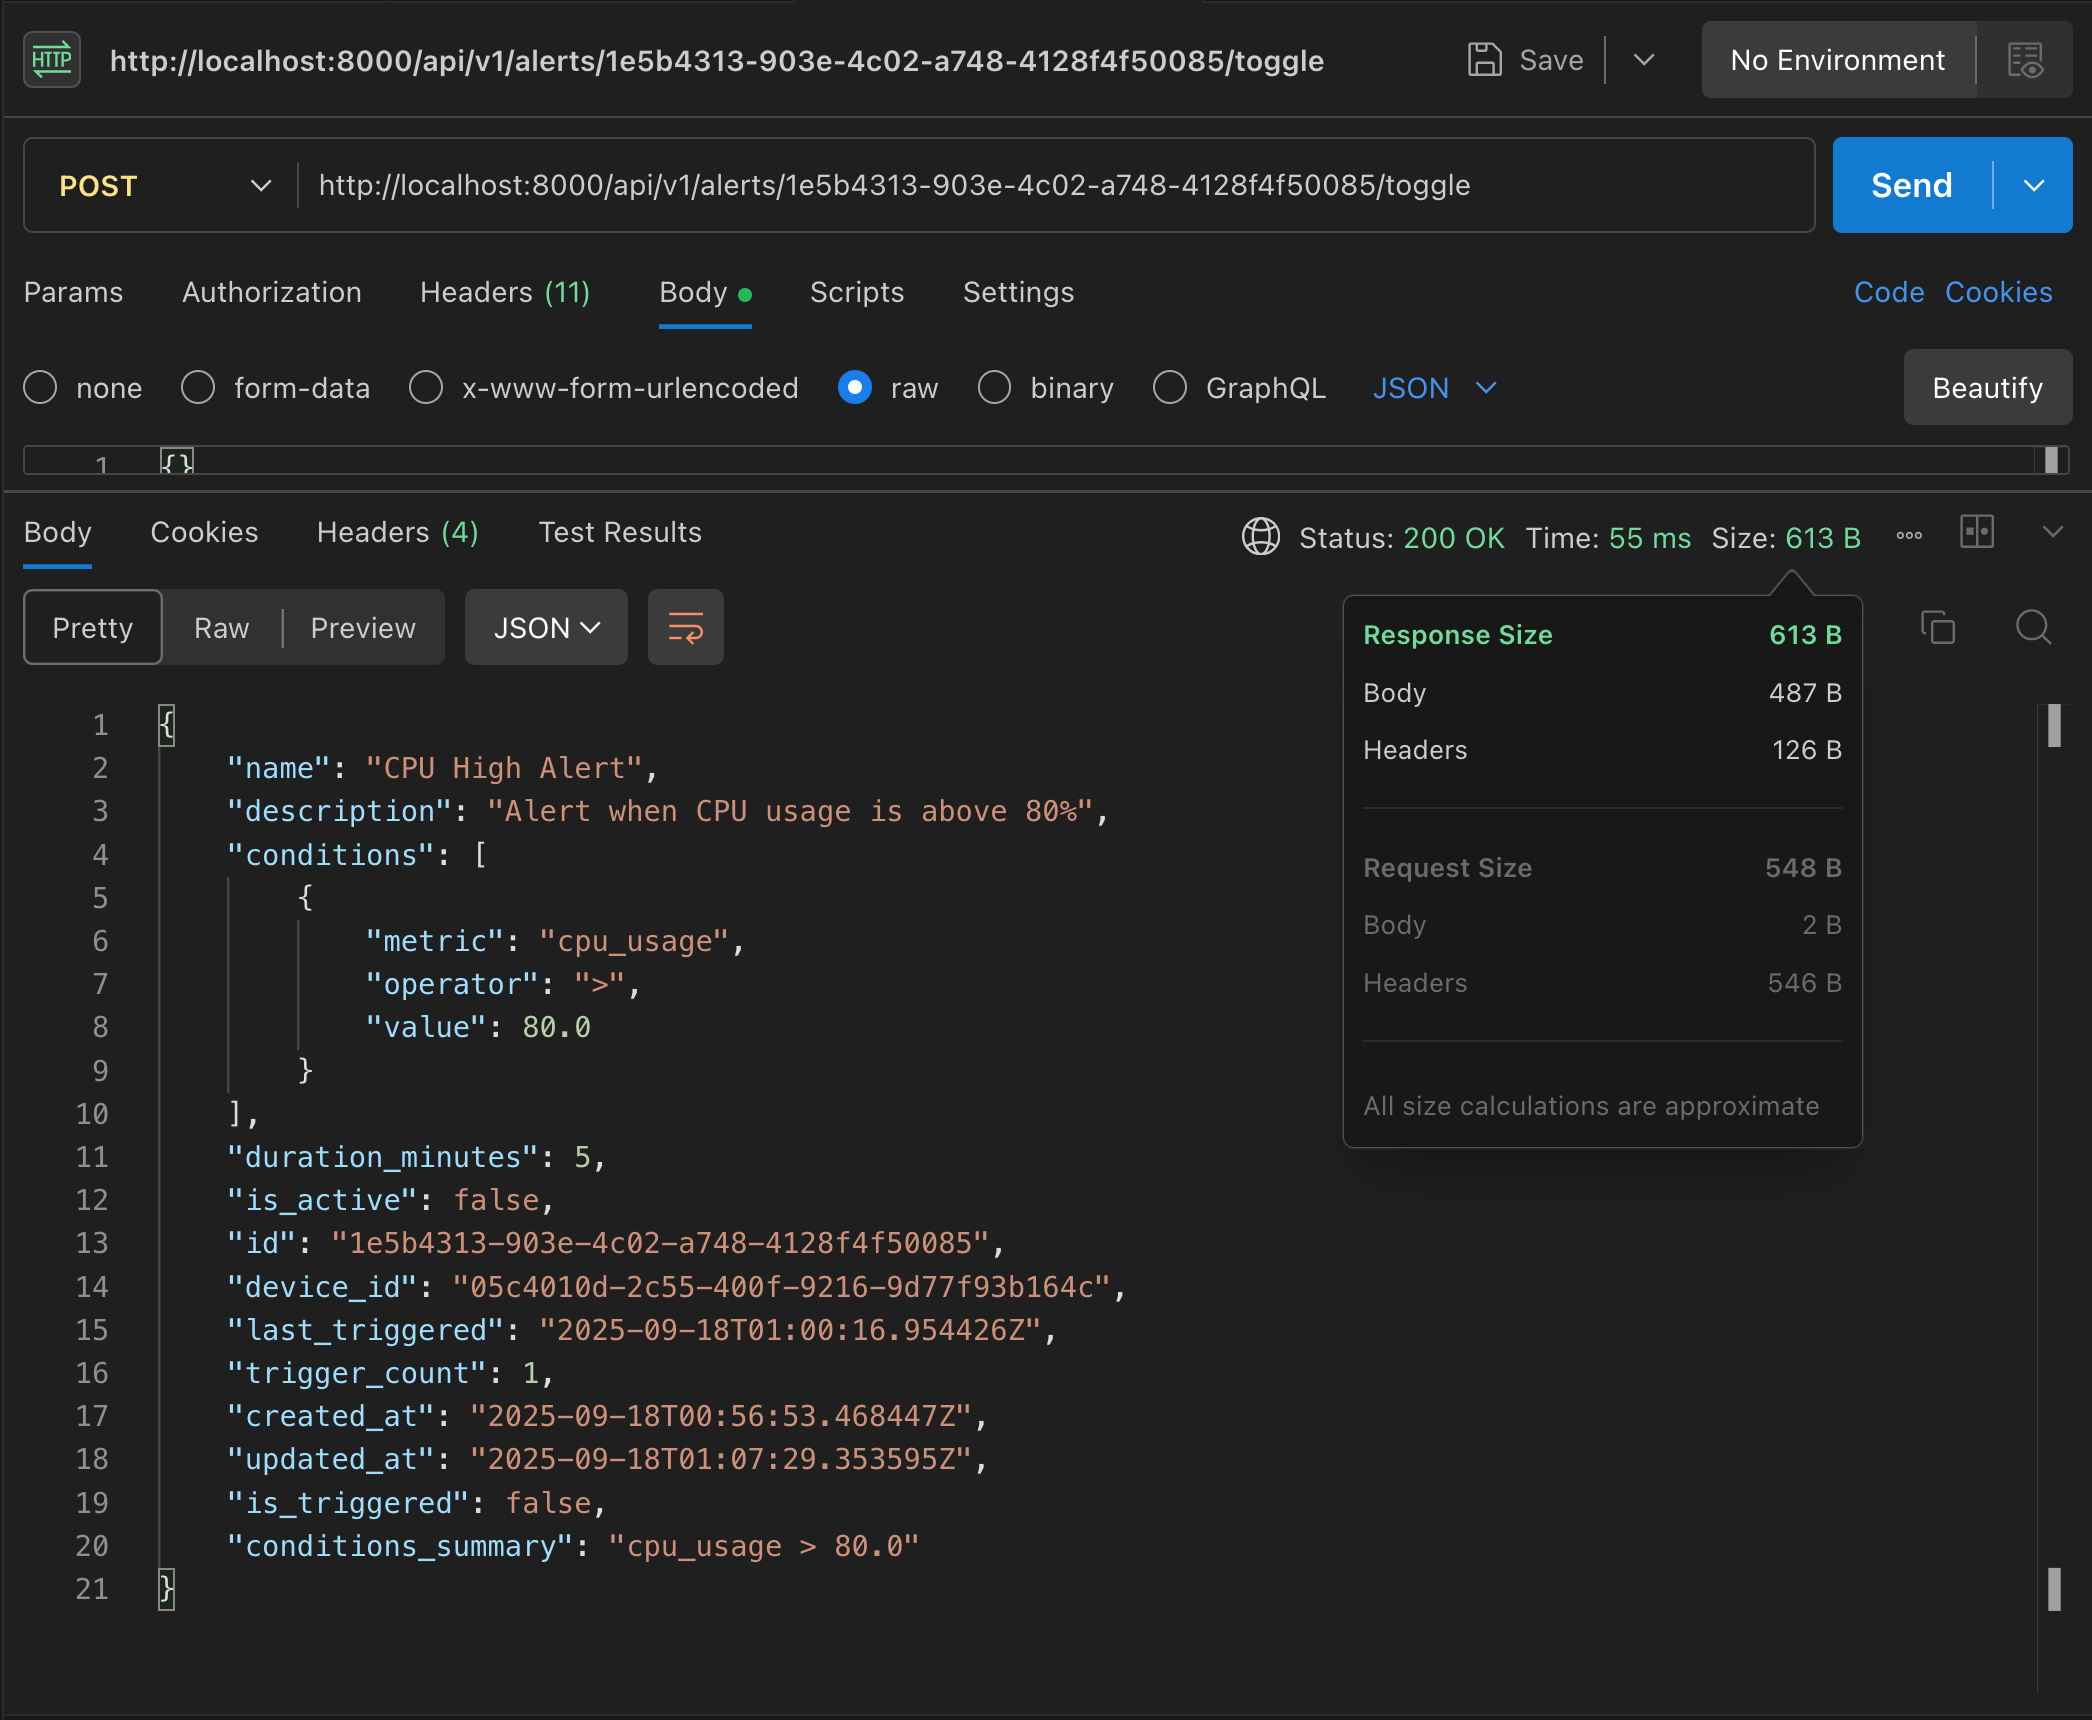 HTTP http://localhost:8000/api/v1/alerts/1e5b4313-903e-4c02-a748-4128f4f50085/toggle Save No Environment
POST http://localhost:8000/api/v1/alerts/1e5b4313-903e-4c02-a748-4128f4f50085/toggle Send
Params Authorization Headers (11) Body Scripts Settings Code Cookies
none form-data x-www-form-urlencoded raw binary GraphQL JSON Beautify
1 {}
Body Cookies Headers (4) Test Results Status: 200 OK Time: 55 ms Size: 613 B
Pretty Raw Preview JSON
Response Size 613 B
Body 487 B
Headers 126 B
Request Size 548 B
Body 2 B
Headers 546 B
All size calculations are approximate
1 {
2 "name": "CPU High Alert",
3 "description": "Alert when CPU usage is above 80%",
4 "conditions": [
5 {
6 "metric": "cpu_usage",
7 "operator": ">",
8 "value": 80.0
9 }
10 ],
11 "duration_minutes": 5,
12 "is_active": false,
13 "id": "1e5b4313-903e-4c02-a748-4128f4f50085",
14 "device_id": "05c4010d-2c55-400f-9216-9d77f93b164c",
15 "last_triggered": "2025-09-18T01:00:16.954426Z",
16 "trigger_count": 1,
17 "created_at": "2025-09-18T00:56:53.468447Z",
18 "updated_at": "2025-09-18T01:07:29.353595Z",
19 "is_triggered": false,
20 "conditions_summary": "cpu_usage > 80.0"
21 }